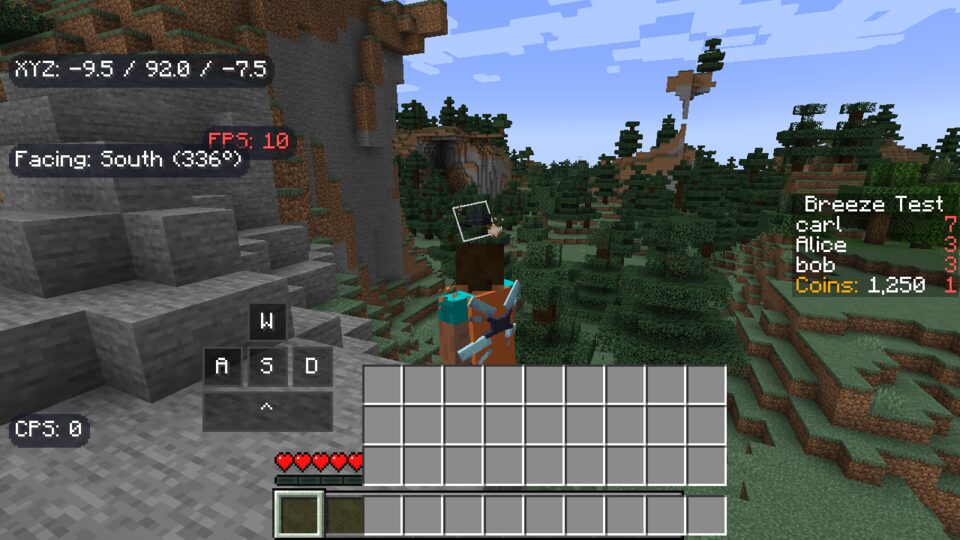 XYZ: -9.5 / 92.0 / -7.5
FPS: 10
Facing: South (336°)
Breeze Test
carl 7
Alice 3
bob 3
Coins: 1,250 1
W
A S D
^
CPS: 0